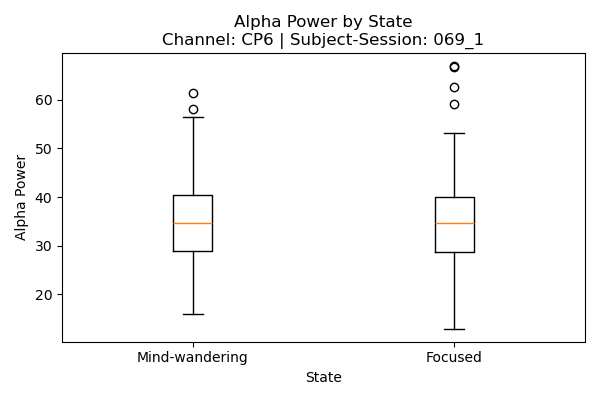 Alpha Power by State
Channel: CP6 | Subject-Session: 069_1
Alpha Power
60
50
40
30
20
Mind-wandering
Focused
State